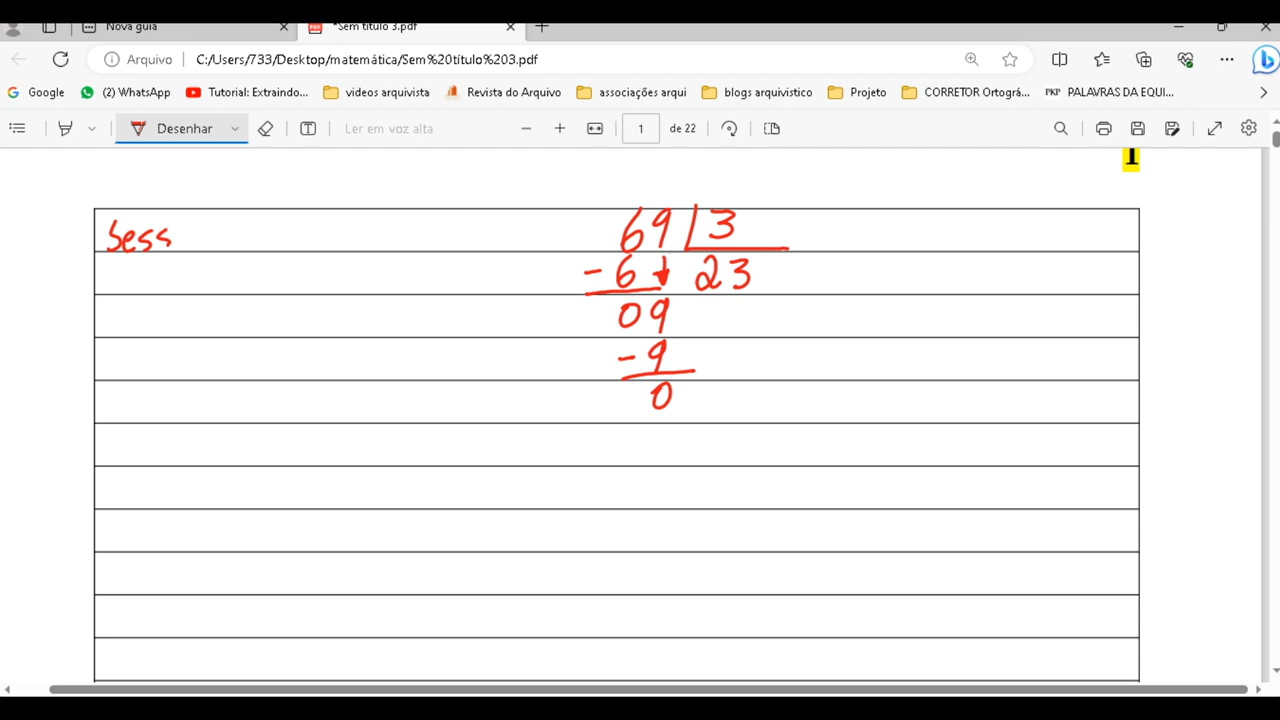 Nova guia
*Sem título 3.pdf
Arquivo C:/Users/733/Desktop/matemática/Sem%20título%203.pdf
Google (2) WhatsApp Tutorial: Extraindo... videos arquivista Revista do Arquivo associações arqui blogs arquivistico Projeto CORRETOR Ortográ... PKP PALAVRAS DA EQUI...
Desenhar Ler em voz alta 1 de 22
1
Sess 69 3
- 6 23
09
- 9
0